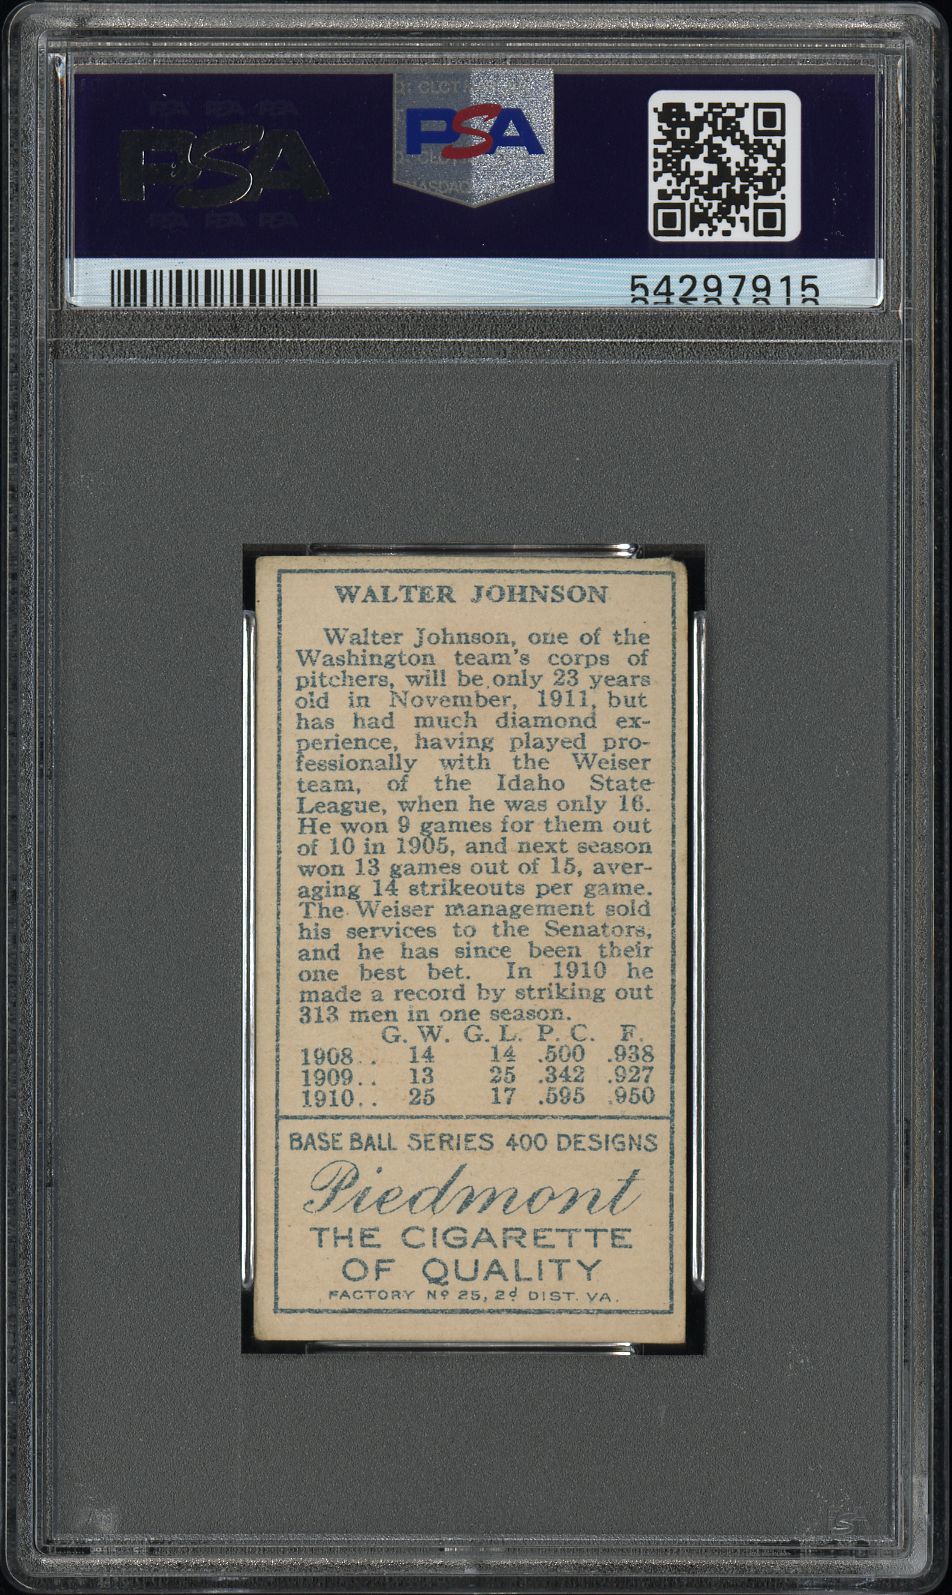 PSA
PSA
54297915
WALTER JOHNSON
Walter Johnson, one of the
Washington team's corps of
pitchers, will be only 23 years
old in November, 1911, but
has had much diamond ex-
perience, having played pro-
fessionally with the Weiser
team, of the Idaho State
League, when he was only 16.
He won 9 games for them out
of 10 in 1905, and next season
won 13 games out of 15, aver-
aging 14 strikeouts per game.
The Weiser management sold
his services to the Senators,
and he has since been their
one best bet. In 1910 he
made a record by striking out
313 men in one season.
G. W. G. L. P. C. F.
1908.. 14 14 .500 .938
1909.. 13 25 .342 .927
1910.. 25 17 .595 .950
BASE BALL SERIES 400 DESIGNS
Piedmont
THE CIGARETTE
OF QUALITY
FACTORY Nº 25, 2d DIST. VA.